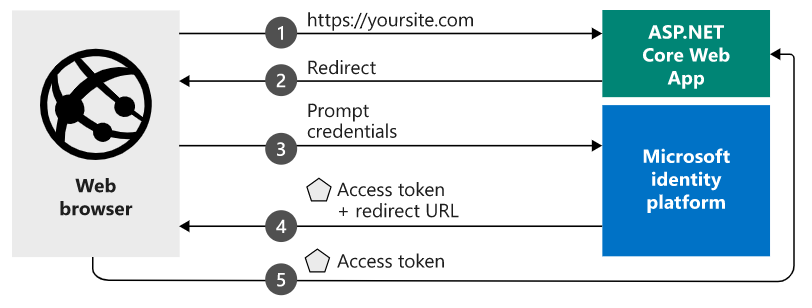 1
https://yoursite.com
ASP.NET
Core Web
App
2
Redirect
Prompt
credentials
3
Web
browser
Microsoft
identity
platform
Access token
+ redirect URL
4
5
Access token